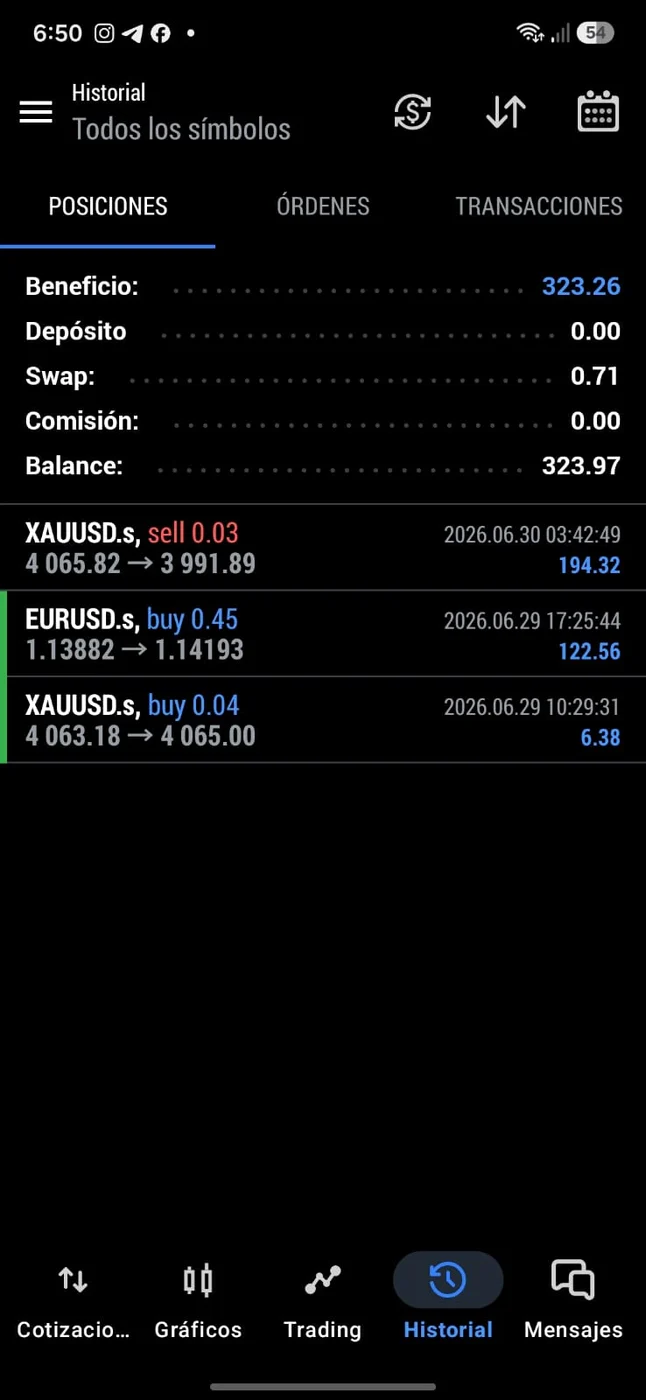 6:50
54
Historial
Todos los símbolos
POSICIONES ÓRDENES TRANSACCIONES
Beneficio: 323.26
Depósito 0.00
Swap: 0.71
Comisión: 0.00
Balance: 323.97
XAUUSD.s, sell 0.03 2026.06.30 03:42:49
4 065.82 → 3 991.89 194.32
EURUSD.s, buy 0.45 2026.06.29 17:25:44
1.13882 → 1.14193 122.56
XAUUSD.s, buy 0.04 2026.06.29 10:29:31
4 063.18 → 4 065.00 6.38
Cotizacio... Gráficos Trading Historial Mensajes